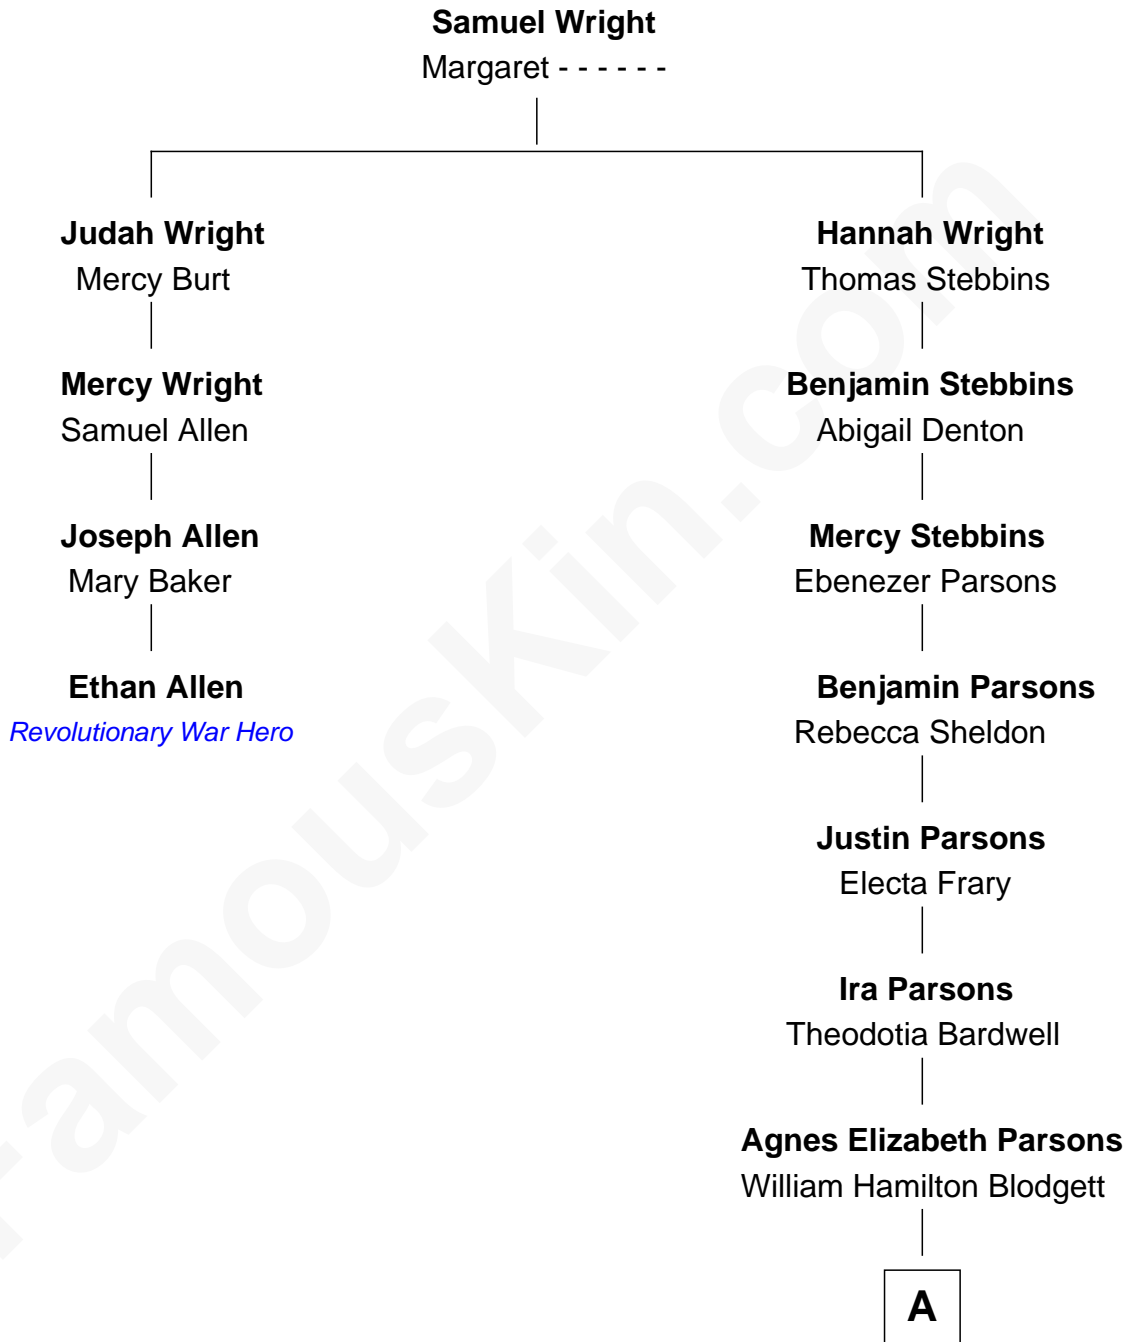 Samuel Wright
Margaret - - - - - -
Judah Wright
Mercy Burt
Hannah Wright
Thomas Stebbins
Mercy Wright
Samuel Allen
Benjamin Stebbins
Abigail Denton
Joseph Allen
Mary Baker
Mercy Stebbins
Ebenezer Parsons
Ethan Allen
Revolutionary War Hero
Benjamin Parsons
Rebecca Sheldon
Justin Parsons
Electa Frary
Ira Parsons
Theodotia Bardwell
Agnes Elizabeth Parsons
William Hamilton Blodgett
A
FamousKin.com